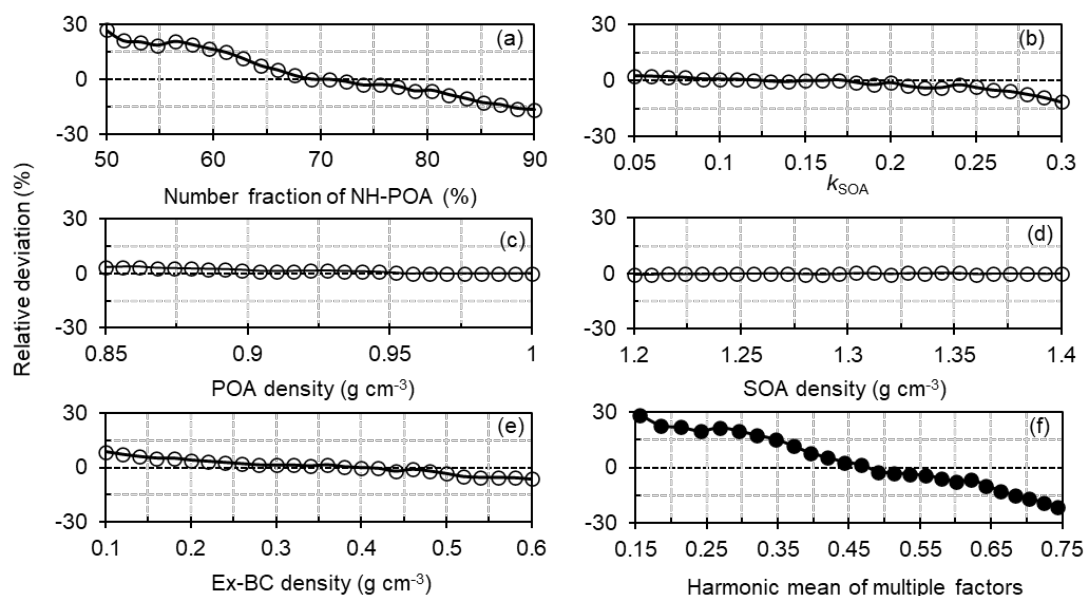 Relative deviation (%)
30
0
-30
(a)
50 60 70 80 90
Number fraction of NH-POA (%)
30
0
-30
(b)
0.05 0.1 0.15 0.2 0.25 0.3
kSOA
30
0
-30
(c)
0.85 0.9 0.95 1
POA density (g cm-3)
30
0
-30
(d)
1.2 1.25 1.3 1.35 1.4
SOA density (g cm-3)
30
0
-30
(e)
0.1 0.2 0.3 0.4 0.5 0.6
Ex-BC density (g cm-3)
30
0
-30
(f)
0.15 0.25 0.35 0.45 0.55 0.65 0.75
Harmonic mean of multiple factors